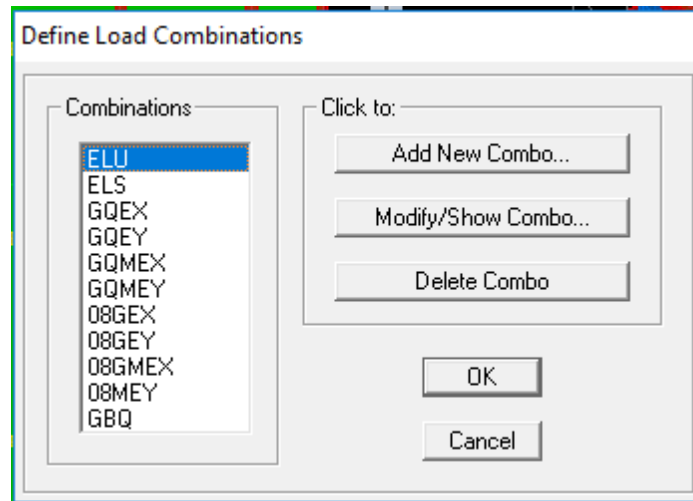 Define Load Combinations
Combinations
ELU
ELS
GQEX
GQEY
GQMEX
GQMEY
08GEX
08GEY
08GMEX
08MEY
GBQ
Click to:
Add New Combo...
Modify/Show Combo...
Delete Combo
OK
Cancel